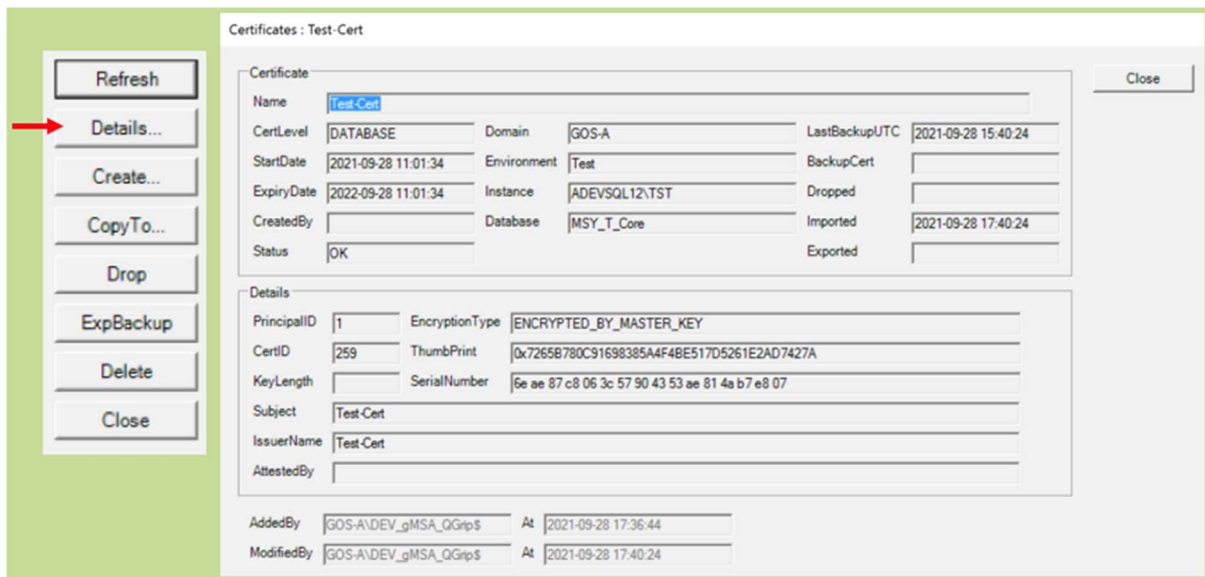 Certificates : Test-Cert
Refresh
Details...
Create...
CopyTo...
Drop
ExpBackup
Delete
Close
Certificate
Name Test-Cert
CertLevel DATABASE Domain GOS-A LastBackupUTC 2021-09-28 15:40:24
StartDate 2021-09-28 11:01:34 Environment Test BackupCert
ExpiryDate 2022-09-28 11:01:34 Instance ADEVSQL12\TST Dropped
CreatedBy Database MSY_T_Core Imported 2021-09-28 17:40:24
Status OK Exported
Close
Details
PrincipalID 1 EncryptionType ENCRYPTED_BY_MASTER_KEY
CertID 259 ThumbPrint 0x7265B780C91698385A4F4BE517D5261E2AD7427A
KeyLength SerialNumber 6e ae 87 c8 06 3c 57 90 43 53 ae 81 4a b7 e8 07
Subject Test-Cert
IssuerName Test-Cert
AttestedBy
AddedBy GOS-A\DEV_gMSA_QGrip$ At 2021-09-28 17:36:44
ModifiedBy GOS-A\DEV_gMSA_QGrip$ At 2021-09-28 17:40:24